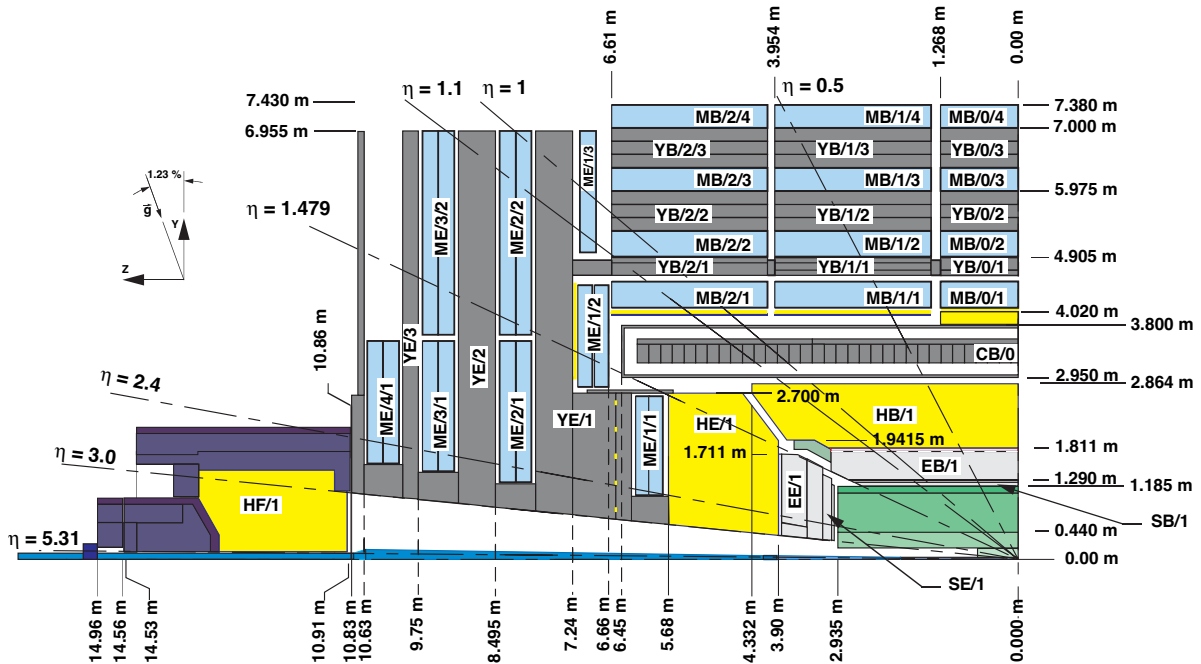 6.61 m
3.954 m
1.268 m
0.00 m
η = 1.1
η = 1
η = 0.5
7.430 m
6.955 m
7.380 m
7.000 m
5.975 m
4.905 m
4.020 m
3.800 m
2.950 m
2.864 m
1.811 m
1.290 m
1.185 m
0.440 m
0.00 m
MB/2/4
MB/1/4
MB/0/4
YB/2/3
YB/1/3
YB/0/3
MB/2/3
MB/1/3
MB/0/3
YB/2/2
YB/1/2
YB/0/2
MB/2/2
MB/1/2
MB/0/2
YB/2/1
YB/1/1
YB/0/1
MB/2/1
MB/1/1
MB/0/1
CB/0
1.23 %
g
Y
Z
η = 1.479
10.86 m
η = 2.4
η = 3.0
η = 5.31
ME/3/2
ME/2/2
ME/1/3
ME/1/2
YE/3
YE/2
YE/1
ME/4/1
ME/3/1
ME/2/1
ME/1/1
HF/1
HE/1
HB/1
2.700 m
1.9415 m
1.711 m
EB/1
EE/1
SB/1
SE/1
14.96 m
14.56 m
14.53 m
10.91 m
10.83 m
10.63 m
9.75 m
8.495 m
7.24 m
6.66 m
6.45 m
5.68 m
4.332 m
3.90 m
2.935 m
0.000 m